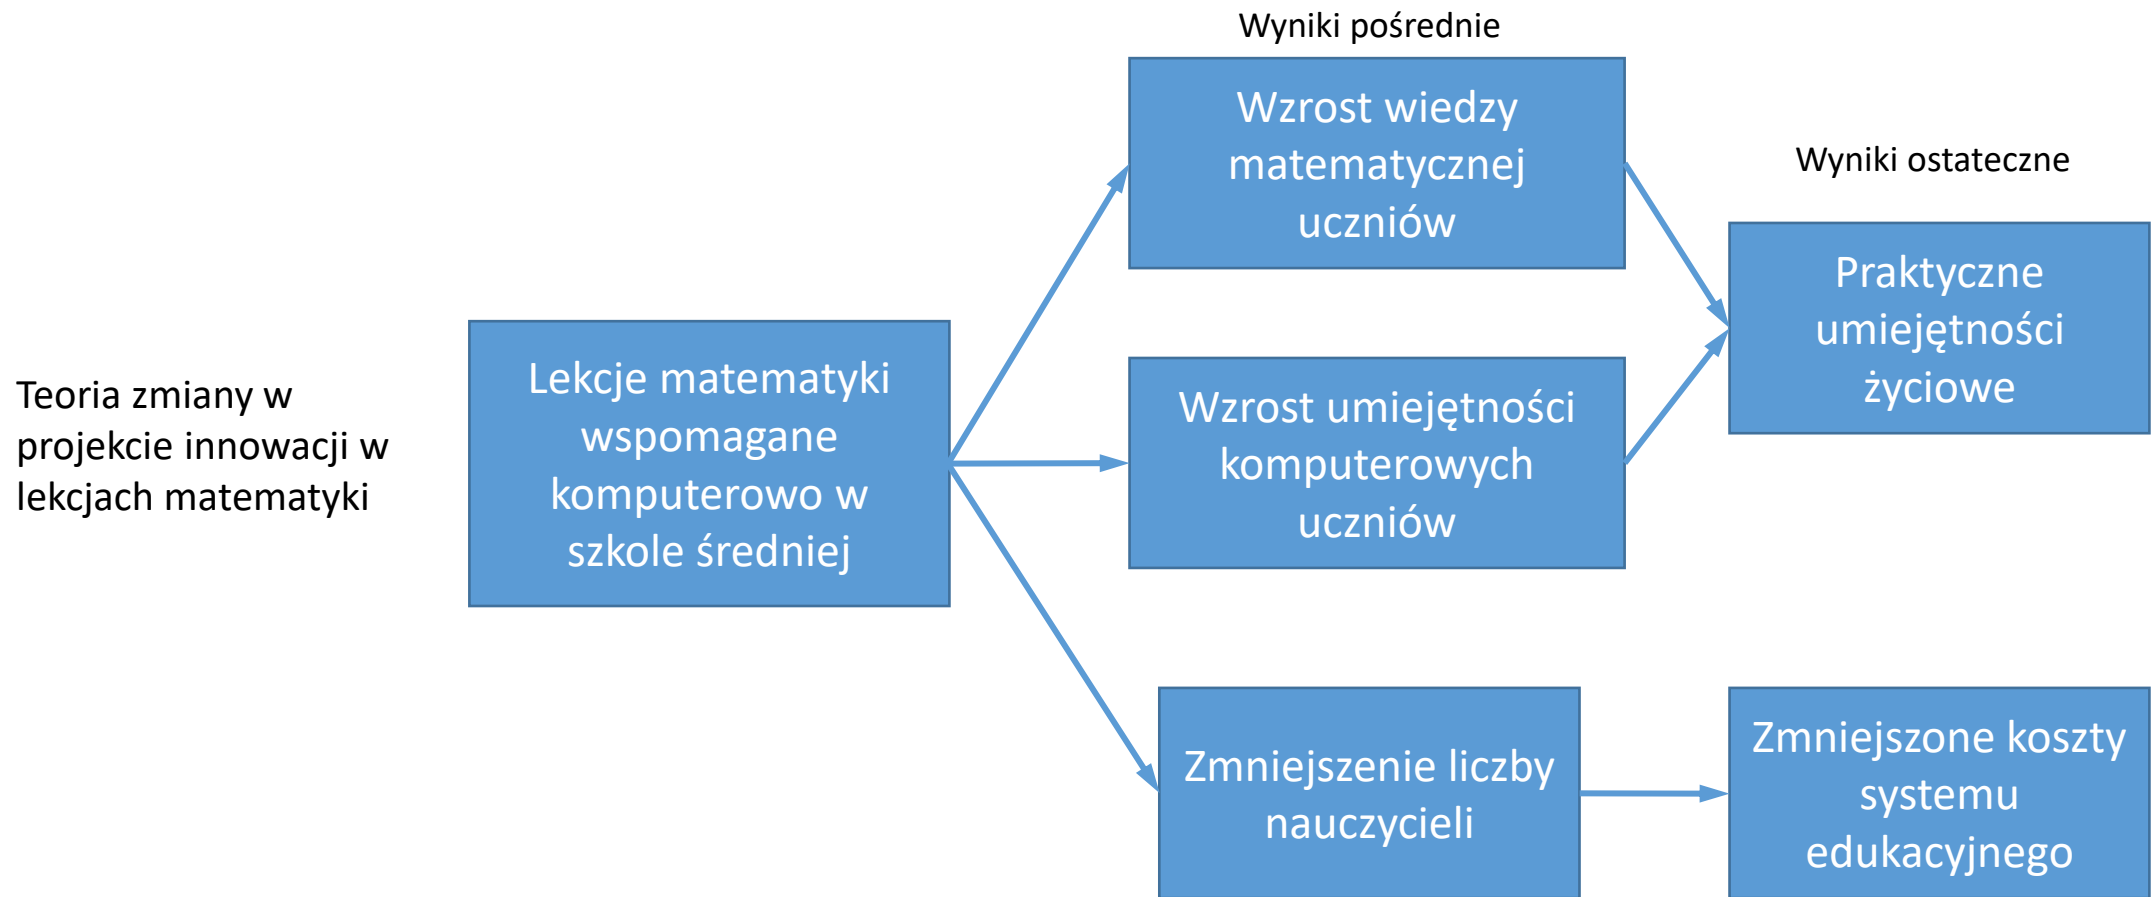 Teoria zmiany w
projekcie innowacji w
lekcjach matematyki
Lekcje matematyki
wspomagane
komputerowo w
szkole średniej
Wyniki pośrednie
Wzrost wiedzy
matematycznej
uczniów
Wzrost umiejętności
komputerowych
uczniów
Zmniejszenie liczby
nauczycieli
Wyniki ostateczne
Praktyczne
umiejętności
życiowe
Zmniejszone koszty
systemu
edukacyjnego